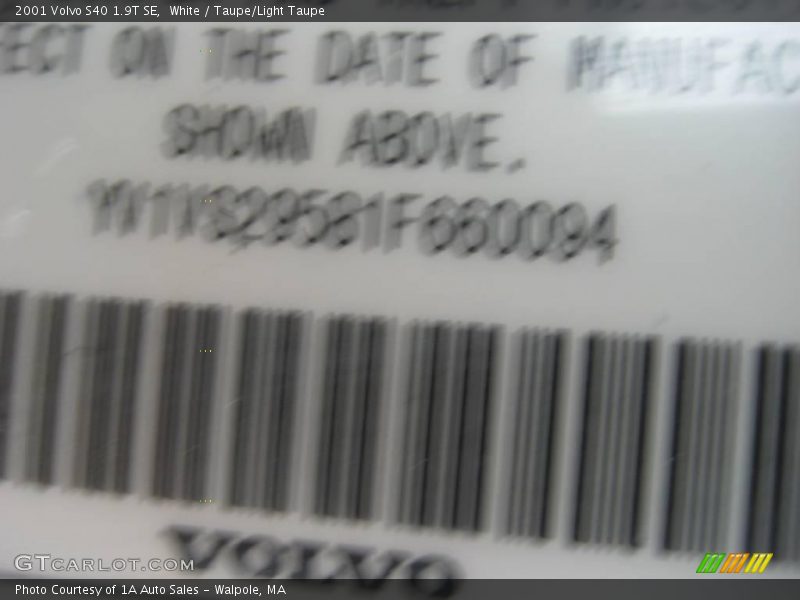 2001 Volvo S40 1.9T SE, White / Taupe/Light Taupe
ECT ON THE DATE OF MANUFAC
SHOWN ABOVE.
YV1VS29581F660094
VOLVO
GTCARLOT.COM
Photo Courtesy of 1A Auto Sales - Walpole, MA